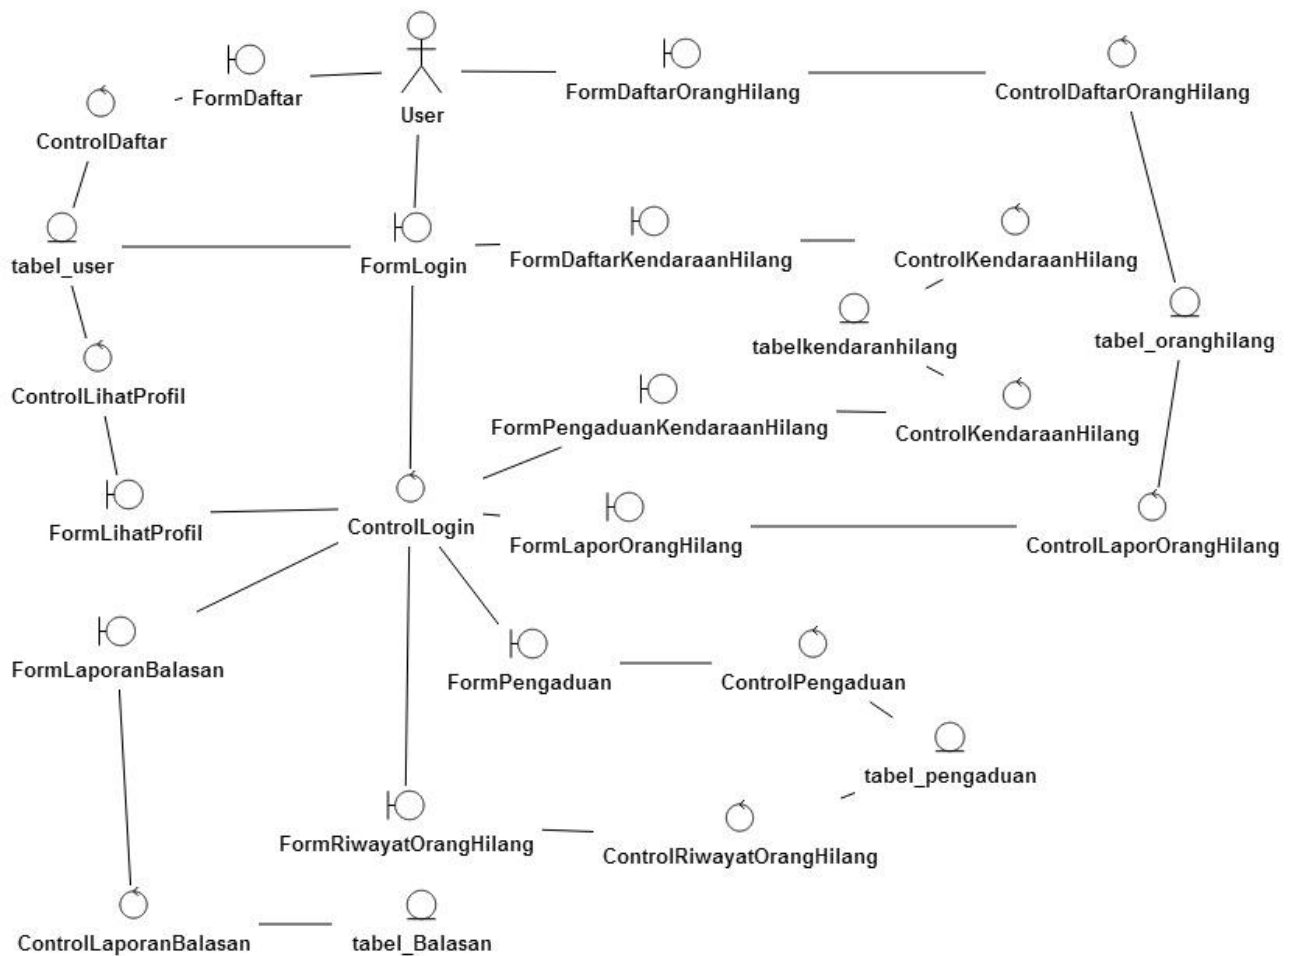 FormDaftar
User
FormDaftarOrangHilang
ControlDaftarOrangHilang
ControlDaftar
tabel_user
FormLogin
FormDaftarKendaraanHilang
ControlKendaraanHilang
tabelkendaranhilang
tabel_oranghilang
ControlLihatProfil
FormPengaduanKendaraanHilang
ControlKendaraanHilang
FormLihatProfil
ControlLogin
FormLaporOrangHilang
ControlLaporOrangHilang
FormLaporanBalasan
FormPengaduan
ControlPengaduan
tabel_pengaduan
FormRiwayatOrangHilang
ControlRiwayatOrangHilang
ControlLaporanBalasan
tabel_Balasan